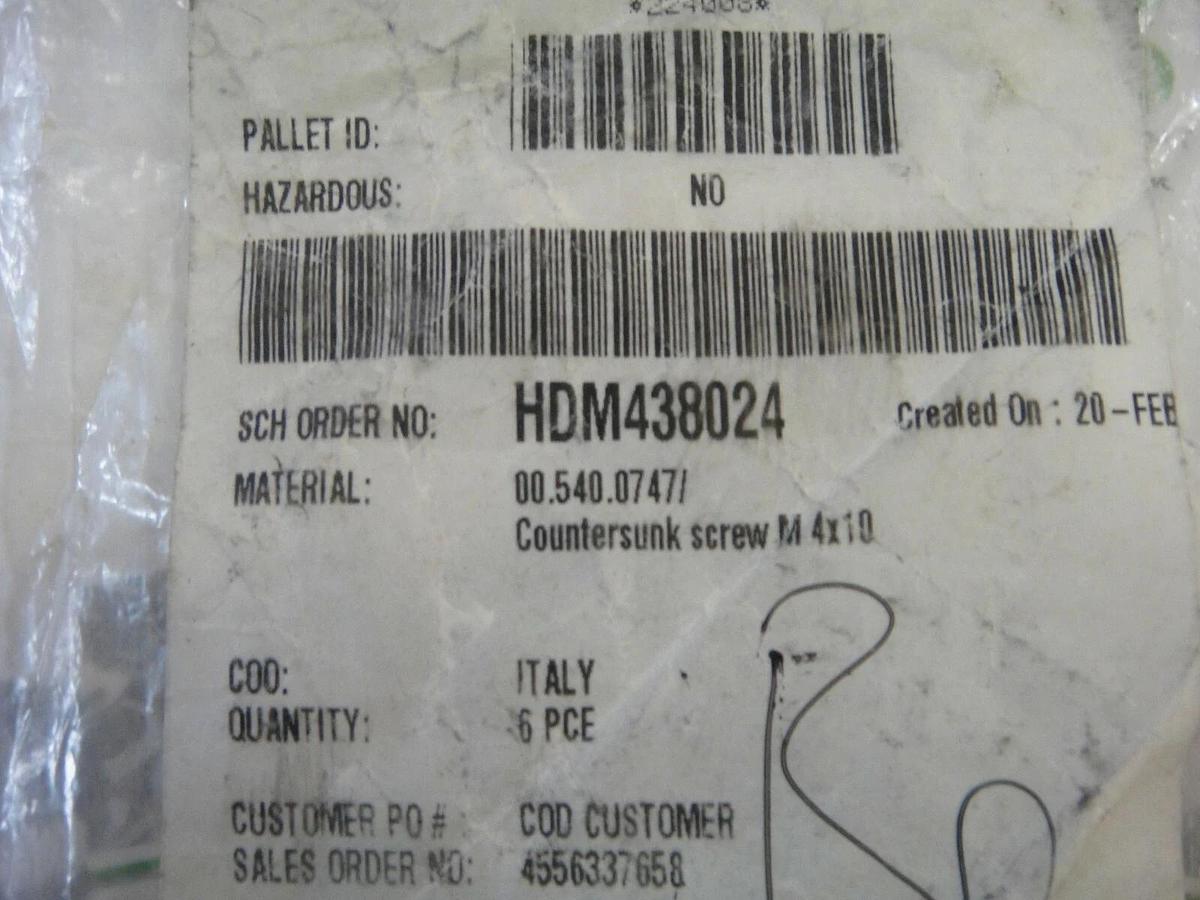 PALLET ID:
HAZARDOUS: NO
SCH ORDER NO: HDM438024 Created On : 20-FEB
MATERIAL: 00.540.0747/
Countersunk screw M 4x10
COO: ITALY
QUANTITY: 6 PCE
CUSTOMER PO # : COD CUSTOMER
SALES ORDER NO: 4556337658